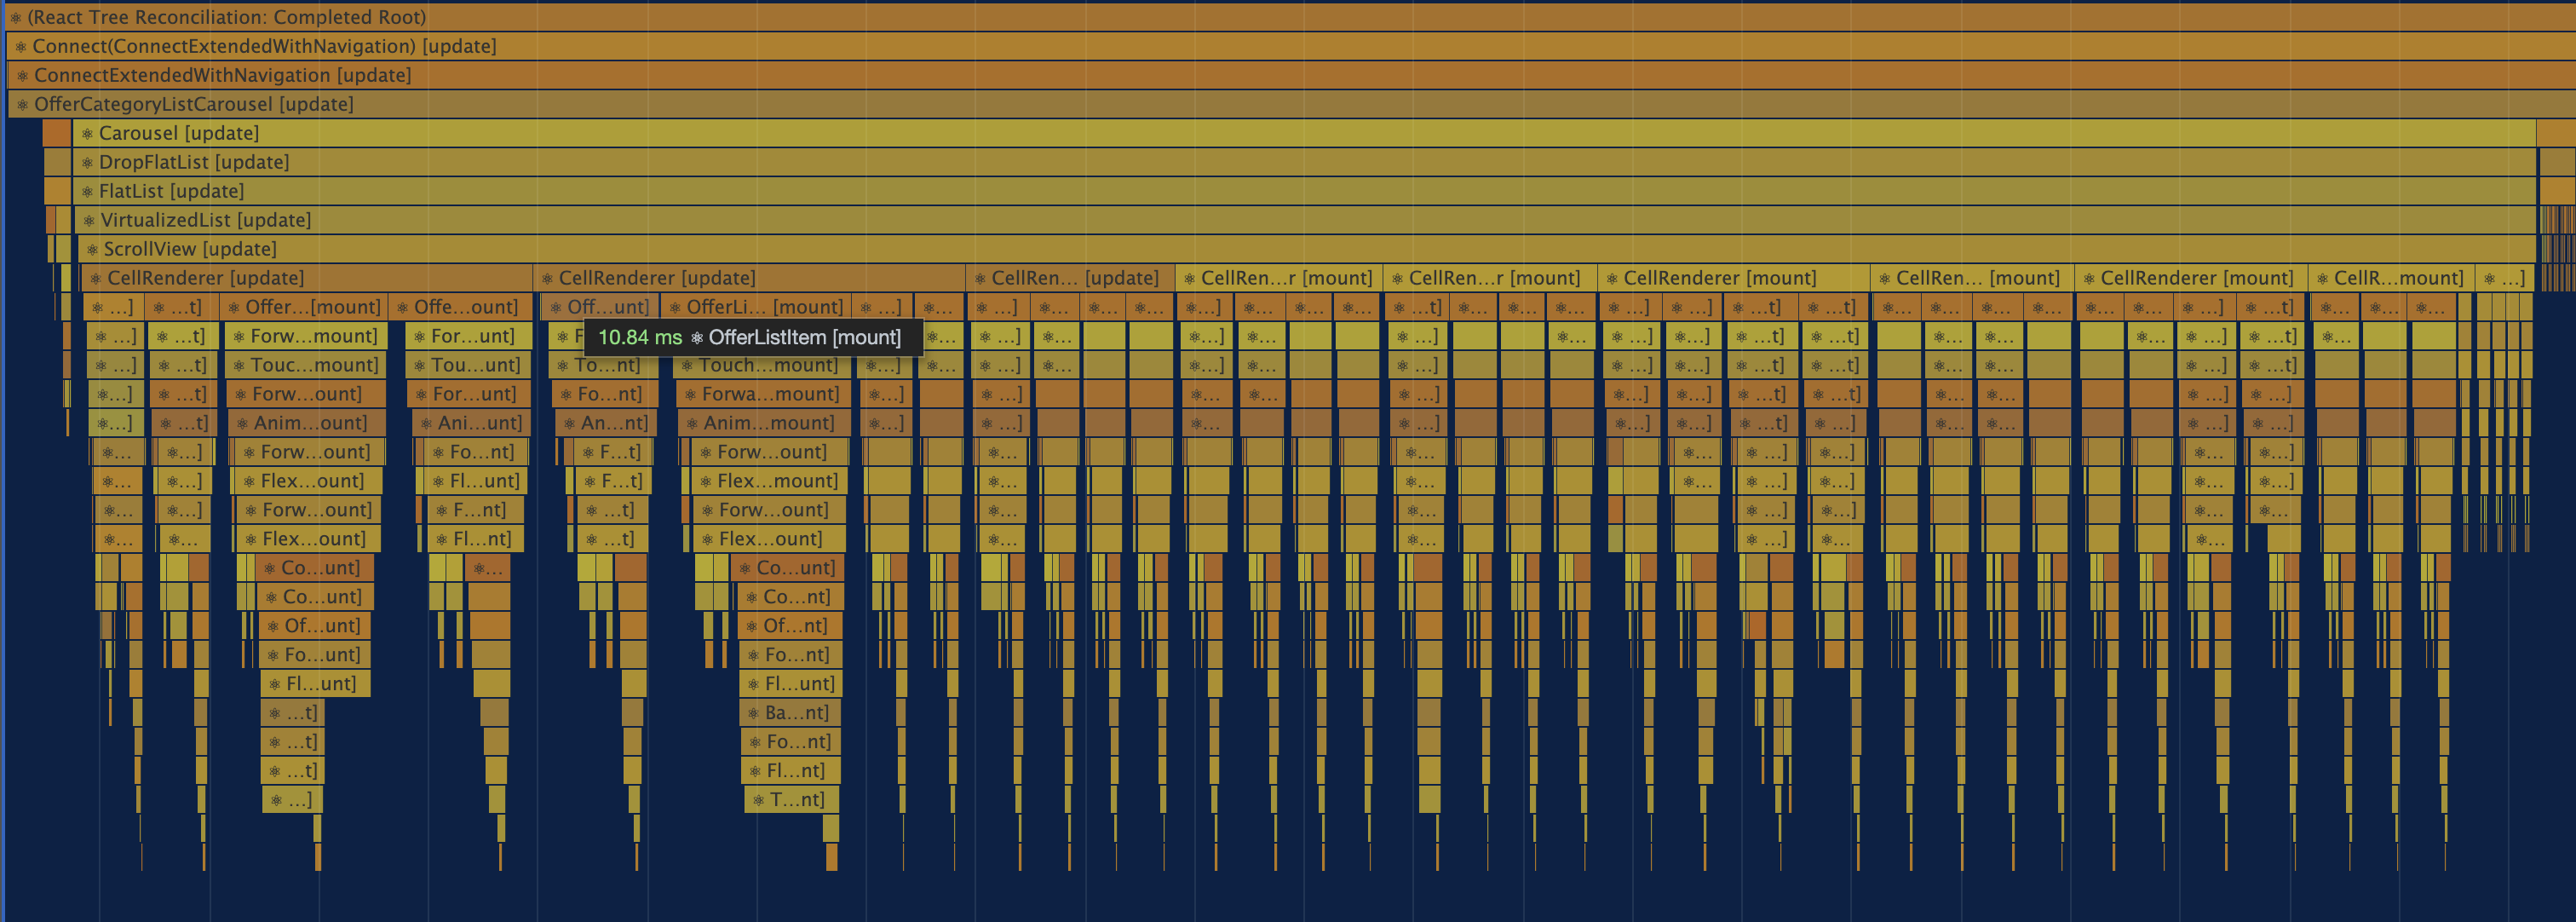 ⚛ (React Tree Reconciliation: Completed Root)
⚛ Connect(ConnectExtendedWithNavigation) [update]
⚛ ConnectExtendedWithNavigation [update]
⚛ OfferCategoryListCarousel [update]
⚛ Carousel [update]
⚛ DropFlatList [update]
⚛ FlatList [update]
⚛ VirtualizedList [update]
⚛ ScrollView [update]
⚛ CellRenderer [update] ⚛ CellRenderer [update] ⚛ CellRen... [update] ⚛ CellRen...r [mount] ⚛ CellRen...r [mount] ⚛ CellRenderer [mount] ⚛ CellRen... [mount] ⚛ CellRenderer [mount] ⚛ CellR...mount] ⚛ ...]
⚛ ...] ⚛ ...t] ⚛ Offer...[mount] ⚛ Offe...ount] ⚛ Off...unt] ⚛ OfferLi... [mount] ⚛ ...] ⚛... ⚛ ...] ⚛... ⚛... ⚛... ⚛ ...] ⚛... ⚛... ⚛... ⚛ ...t] ⚛... ⚛... ⚛... ⚛ ...] ⚛ ...] ⚛ ...t] ⚛ ...t] ⚛... ⚛... ⚛... ⚛... ⚛... ⚛... ⚛ ...] ⚛ ...t] ⚛... ⚛... ⚛...
⚛ ...] ⚛ ...t] ⚛ Forw...mount] ⚛ For...unt] ⚛ F 10.84 ms ⚛ OfferListItem [mount] ⚛... ⚛ ...] ⚛... ⚛... ⚛... ⚛ ...] ⚛... ⚛ ...] ⚛ ...] ⚛ ...t] ⚛ ...t] ⚛... ⚛... ⚛... ⚛ ...] ⚛ ...t] ⚛...
⚛ ...] ⚛ ...t] ⚛ Touc...mount] ⚛ Tou...unt] ⚛ To...nt] ⚛ Touch...mount] ⚛ ...] ⚛... ⚛ ...] ⚛... ⚛... ⚛... ⚛ ...] ⚛ ...] ⚛ ...] ⚛ ...t] ⚛ ...t] ⚛... ⚛... ⚛ ...] ⚛ ...t]
⚛...] ⚛ ...t] ⚛ Forw...ount] ⚛ For...unt] ⚛ Fo...nt] ⚛ Forwa...mount] ⚛ ...] ⚛... ⚛ ...] ⚛... ⚛... ⚛... ⚛ ...] ⚛ ...] ⚛ ...] ⚛ ...t] ⚛ ...t] ⚛... ⚛... ⚛ ...] ⚛ ...]
⚛...] ⚛ ...t] ⚛ Anim...ount] ⚛ Ani...unt] ⚛ An...nt] ⚛ Anim...mount] ⚛ ...] ⚛... ⚛ ...] ⚛... ⚛... ⚛ ...] ⚛ ...] ⚛ ...] ⚛ ...t] ⚛ ...] ⚛... ⚛... ⚛ ...] ⚛ ...]
⚛... ⚛ ...] ⚛ Forw...ount] ⚛ Fo...nt] ⚛ F...t] ⚛ Forw...ount] ⚛... ⚛... ⚛... ⚛ ...] ⚛ ...] ⚛... ⚛ ...]
⚛... ⚛ ...] ⚛ Flex...ount] ⚛ Fl...unt] ⚛ F...t] ⚛ Flex...mount] ⚛... ⚛... ⚛... ⚛ ...] ⚛...] ⚛... ⚛ ...]
⚛... ⚛ ...] ⚛ Forw...ount] ⚛ F...nt] ⚛ ...t] ⚛ Forw...ount] ⚛... ⚛... ⚛ ...] ⚛ ...] ⚛... ⚛...
⚛... ⚛... ⚛ Flex...ount] ⚛ Fl...nt] ⚛ ...t] ⚛ Flex...ount] ⚛... ⚛... ⚛ ...] ⚛... ⚛...]
⚛ Co...unt] ⚛... ⚛ Co...unt]
⚛ Co...unt] ⚛ Co...nt]
⚛ Of...unt] ⚛ Of...nt]
⚛ Fo...unt] ⚛ Fo...nt]
⚛ Fl...unt] ⚛ Fl...unt]
⚛ ...t] ⚛ Ba...nt]
⚛ ...t] ⚛ Fo...nt]
⚛ ...t] ⚛ Fl...nt]
⚛ ...] ⚛ T...nt]